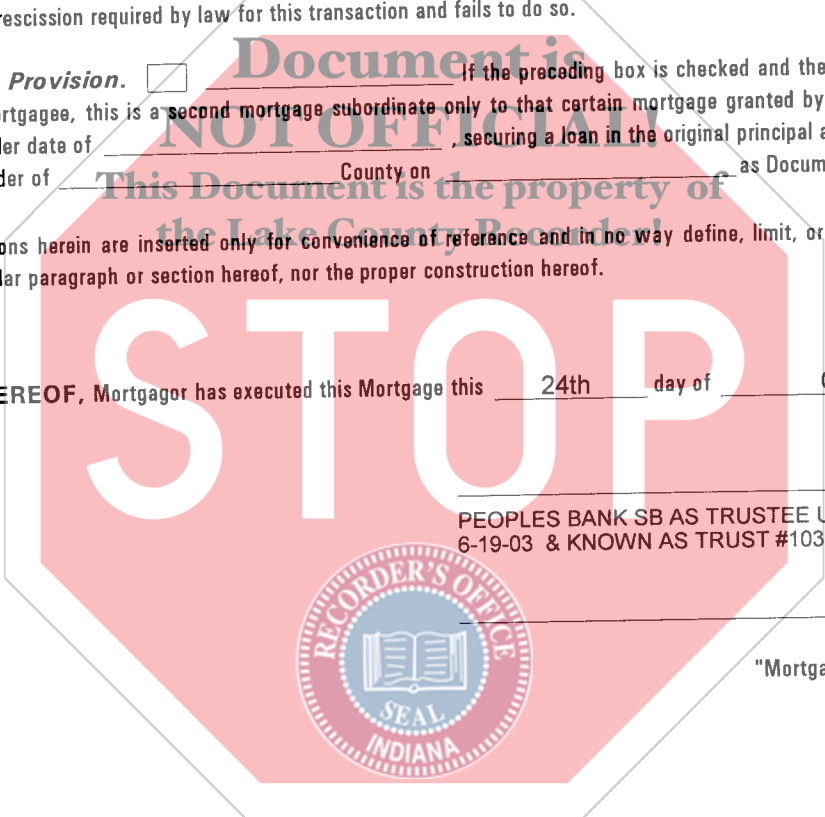 rescission required by law for this transaction and fails to do so.
Document is
Provision. If the preceding box is checked and the
ortgagee, this is a second mortgage subordinate only to that certain mortgage granted by
NOT OFFICIAL!
er date of , securing a loan in the original principal a
der of County on as Docum
This Document is the property of
the Lake County Recorder!
ons herein are inserted only for convenience of reference and in no way define, limit, or
lar paragraph or section hereof, nor the proper construction hereof.
STOP
EREOF, Mortgagor has executed this Mortgage this 24th day of
PEOPLES BANK SB AS TRUSTEE U
6-19-03 & KNOWN AS TRUST #103
RECORDER'S OFFICE
SEAL
INDIANA
"Mortga